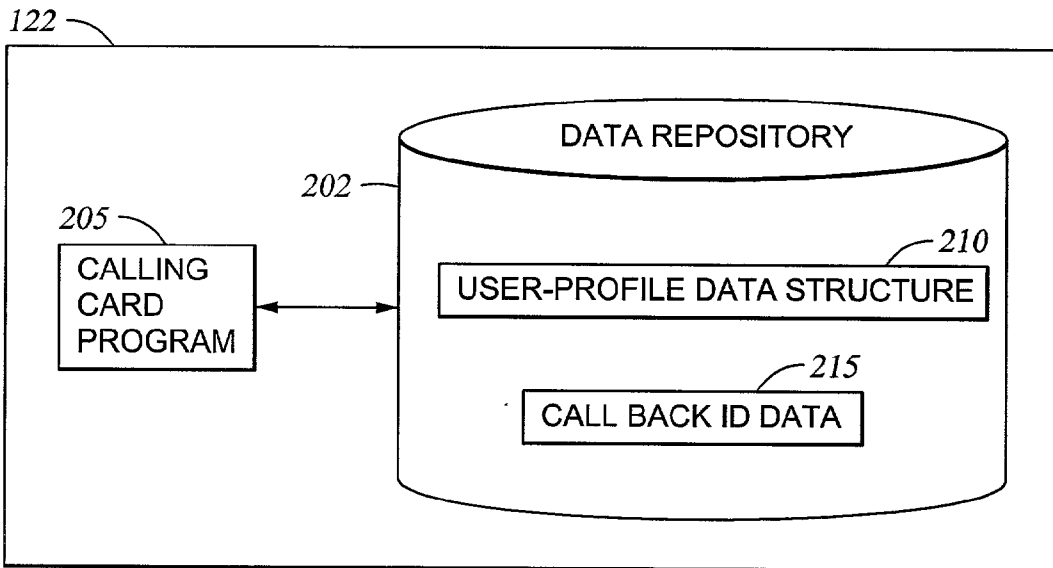 122
DATA REPOSITORY
202
205
CALLING
CARD
PROGRAM
210
USER-PROFILE DATA STRUCTURE
215
CALL BACK ID DATA